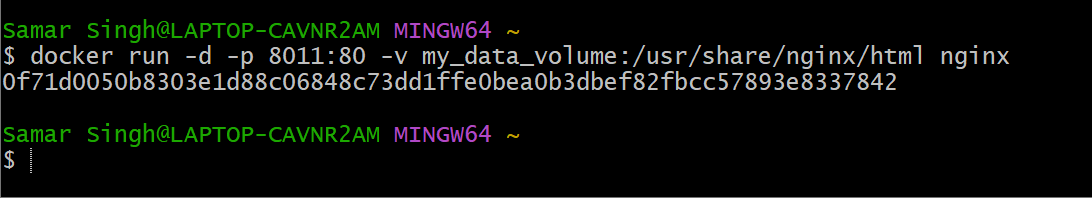 Samar Singh@LAPTOP-CAVNR2AM MINGW64 ~
$ docker run -d -p 8011:80 -v my_data_volume:/usr/share/nginx/html nginx
0f71d0050b8303e1d88c06848c73dd1ffe0bea0b3dbef82fbcc57893e8337842
Samar Singh@LAPTOP-CAVNR2AM MINGW64 ~
$